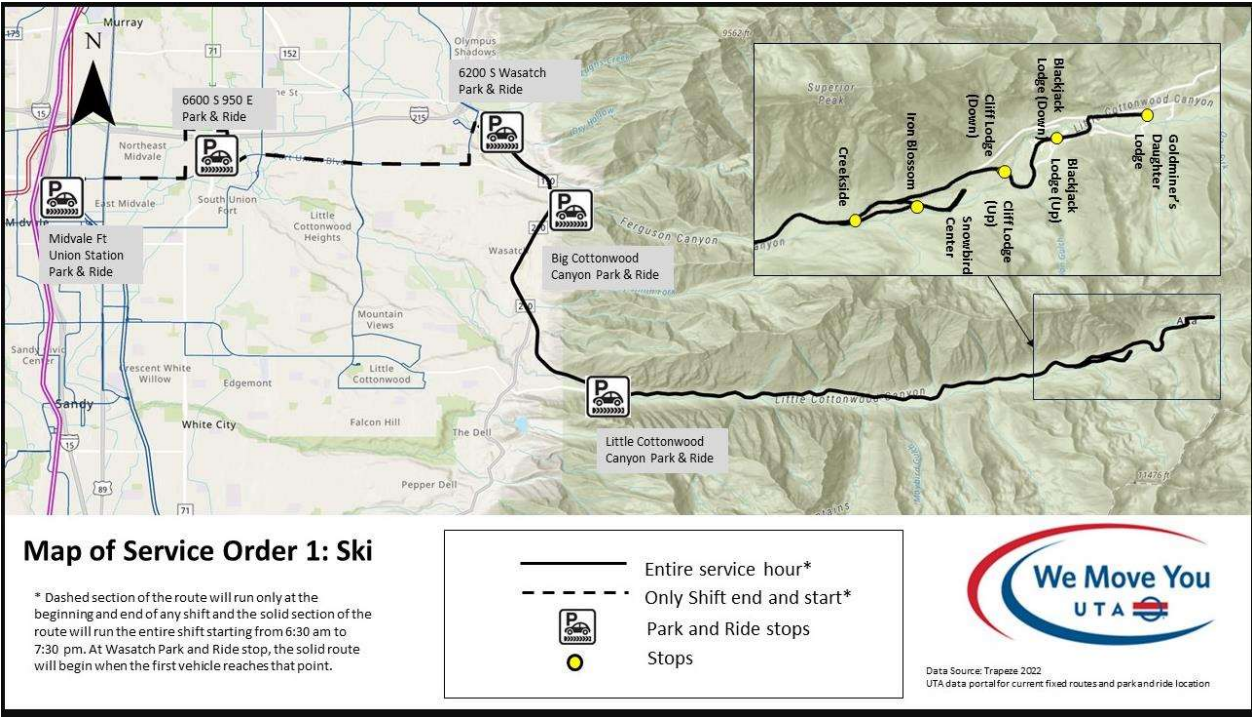 Murray
173
71
152
Olympus
Shadows
9562 ft
N
6200 S Wasatch
Park & Ride
6600 S 950 E
Park & Ride
15
215
Northeast
Midvale
East Midvale
South Union
Fort
Little
Cottonwood
Heights
Midvale Ft
Union Station
Park & Ride
Wasatch
Ferguson Canyon
Big Cottonwood
Canyon Park & Ride
Superior
Peak
Creekside
Iron Blossom
Cliff Lodge
(Down)
Blackjack
Lodge (Down)
Snowbird
Center
Cliff Lodge
(Up)
Blackjack
Lodge (Up)
Goldminer's
Daughter
Lodge
Mountain
Views
Sandy Civic
Center
Crescent White
Willow
Edgemont
Little
Cottonwood
Sandy
White City
Falcon Hill
The Dell
Little Cottonwood Canyon
Little Cottonwood
Canyon Park & Ride
15
89
71
Pepper Dell
11476 ft
Map of Service Order 1: Ski
* Dashed section of the route will run only at the
beginning and end of any shift and the solid section of the
route will run the entire shift starting from 6:30 am to
7:30 pm. At Wasatch Park and Ride stop, the solid route
will begin when the first vehicle reaches that point.
Entire service hour*
Only Shift end and start*
Park and Ride stops
Stops
We Move You
UTA
Data Source: Trapeze 2022
UTA data portal for current fixed routes and park and ride location